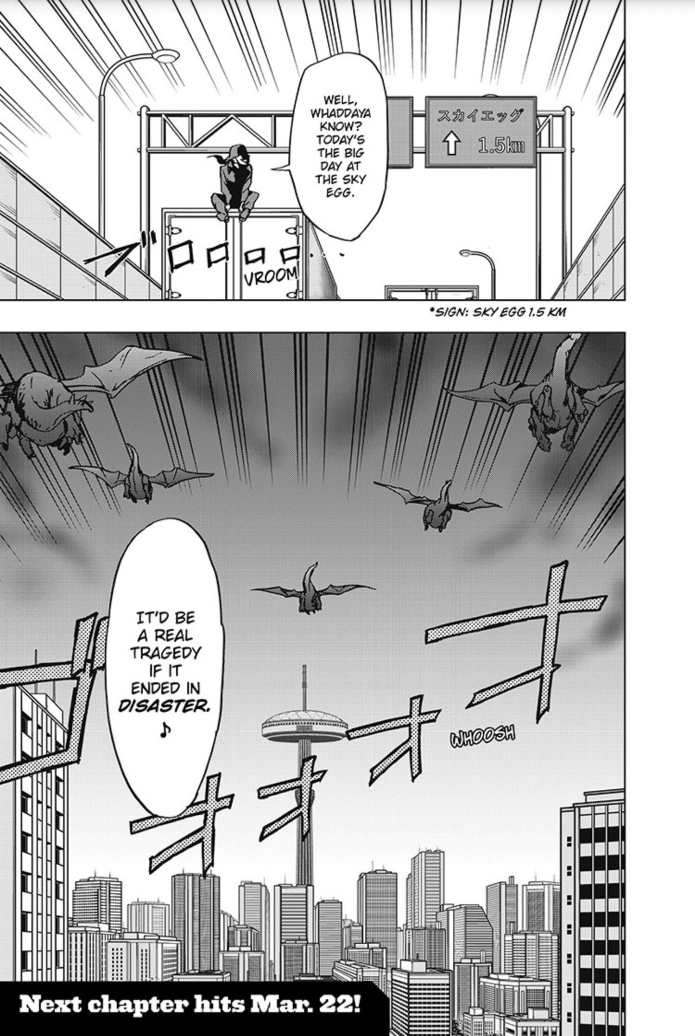 WELL,
WHADDAYA
KNOW?
TODAY'S
THE BIG
DAY AT
THE SKY
EGG.
スカイエッグ
↑ 1.5km
ブロロロロ
VROOM
*SIGN: SKY EGG 1.5 KM
IT'D BE
A REAL
TRAGEDY
IF IT
ENDED IN
DISASTER.
♪
ゴオオオオ
WHOOSH
Next chapter hits Mar. 22!